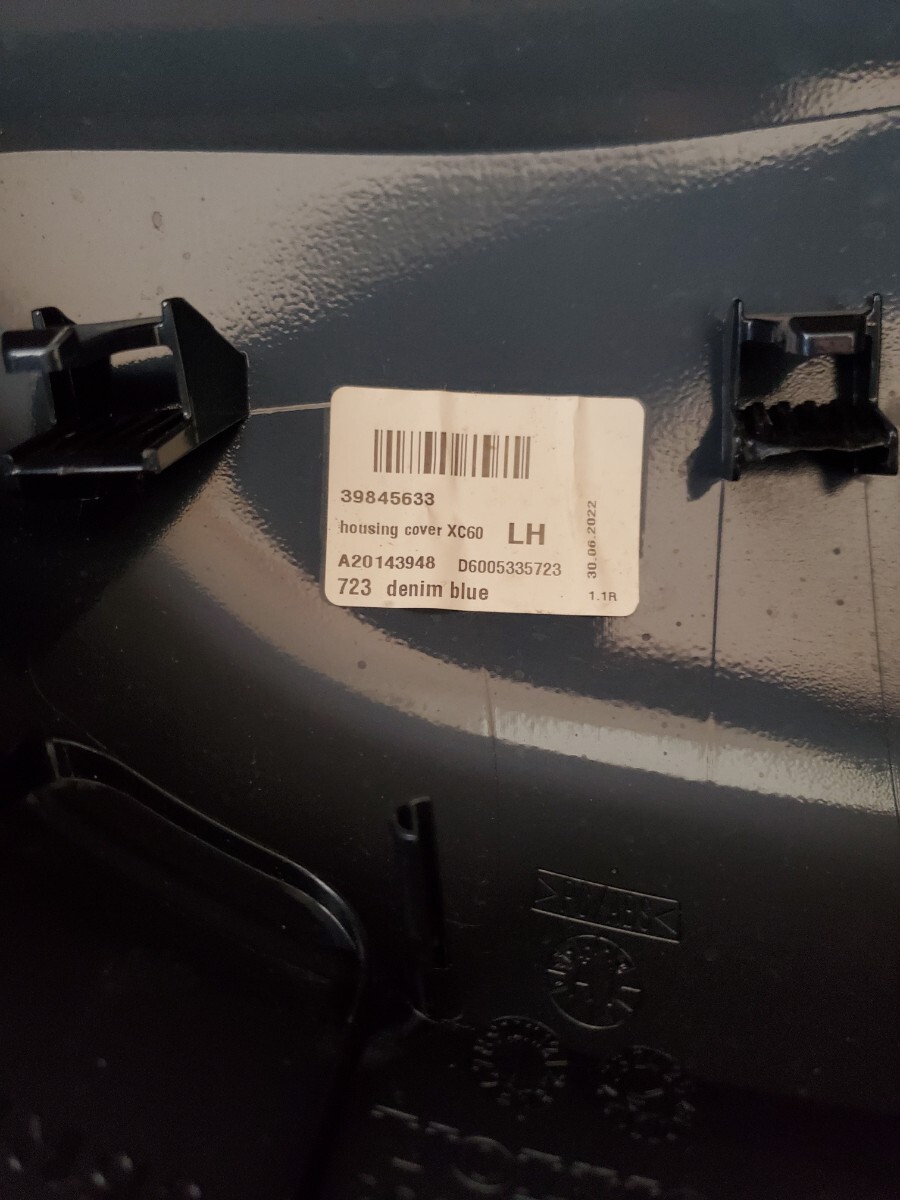 39845633
housing cover XC60 LH
A20143948 D6005335723
723 denim blue
30.06.2022
1.1R